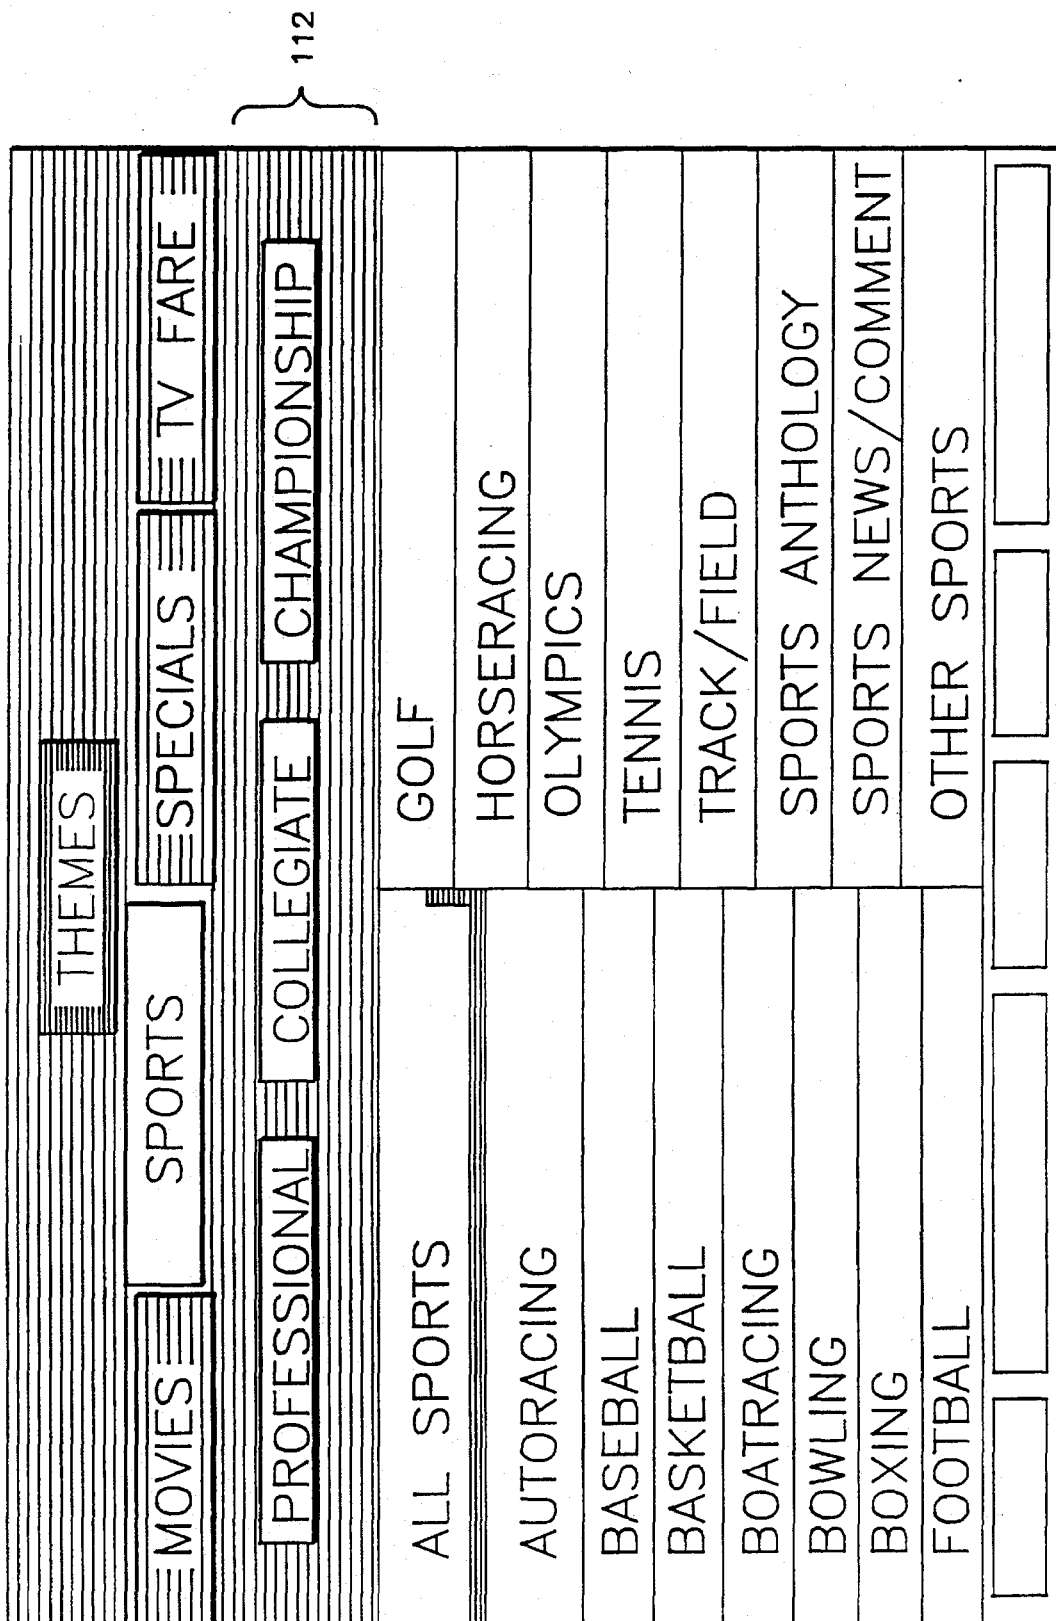 THEMES
MOVIES SPORTS SPECIALS TV FARE
PROFESSIONAL COLLEGIATE CHAMPIONSHIP
112
ALL SPORTS
AUTORACING
BASEBALL
BASKETBALL
BOATRACING
BOWLING
BOXING
FOOTBALL
GOLF
HORSERACING
OLYMPICS
TENNIS
TRACK/FIELD
SPORTS ANTHOLOGY
SPORTS NEWS/COMMENT
OTHER SPORTS